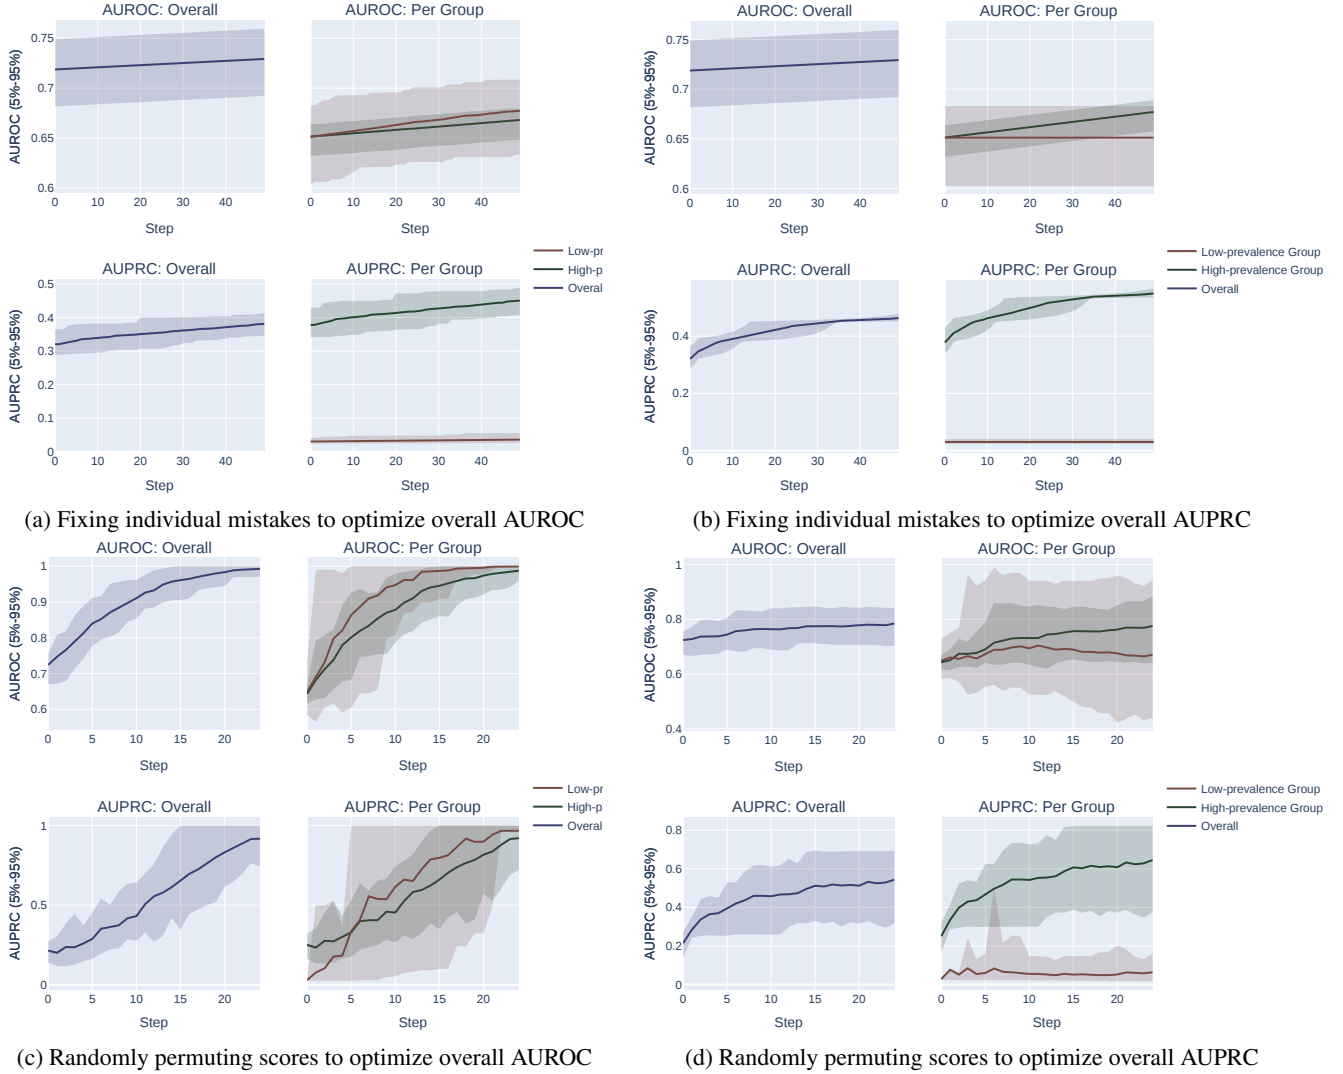 AUROC: Overall
AUROC: Per Group
AUROC (5%-95%)
0.75
0.7
0.65
0.6
0 10 20 30 40
0 10 20 30 40
Step
Step
AUPRC: Overall
AUPRC: Per Group
AUPRC (5%-95%)
0.5
0.4
0.3
0.2
0.1
0
0 10 20 30 40
0 10 20 30 40
Step
Step
Low-pr
High-p
Overal
(a) Fixing individual mistakes to optimize overall AUROC
AUROC: Overall
AUROC: Per Group
AUROC (5%-95%)
0.75
0.7
0.65
0.6
0 10 20 30 40
0 10 20 30 40
Step
Step
AUPRC: Overall
AUPRC: Per Group
AUPRC (5%-95%)
0.4
0.2
0
0 10 20 30 40
0 10 20 30 40
Step
Step
Low-prevalence Group
High-prevalence Group
Overall
(b) Fixing individual mistakes to optimize overall AUPRC
AUROC: Overall
AUROC: Per Group
AUROC (5%-95%)
1
0.9
0.8
0.7
0.6
0 5 10 15 20
0 5 10 15 20
Step
Step
AUPRC: Overall
AUPRC: Per Group
AUPRC (5%-95%)
1
0.5
0
0 5 10 15 20
0 5 10 15 20
Step
Step
Low-pr
High-p
Overal
(c) Randomly permuting scores to optimize overall AUROC
AUROC: Overall
AUROC: Per Group
AUROC (5%-95%)
1
0.8
0.6
0.4
0 5 10 15 20
0 5 10 15 20
Step
Step
AUPRC: Overall
AUPRC: Per Group
AUPRC (5%-95%)
0.8
0.6
0.4
0.2
0
0 5 10 15 20
0 5 10 15 20
Step
Step
Low-prevalence Group
High-prevalence Group
Overall
(d) Randomly permuting scores to optimize overall AUPRC